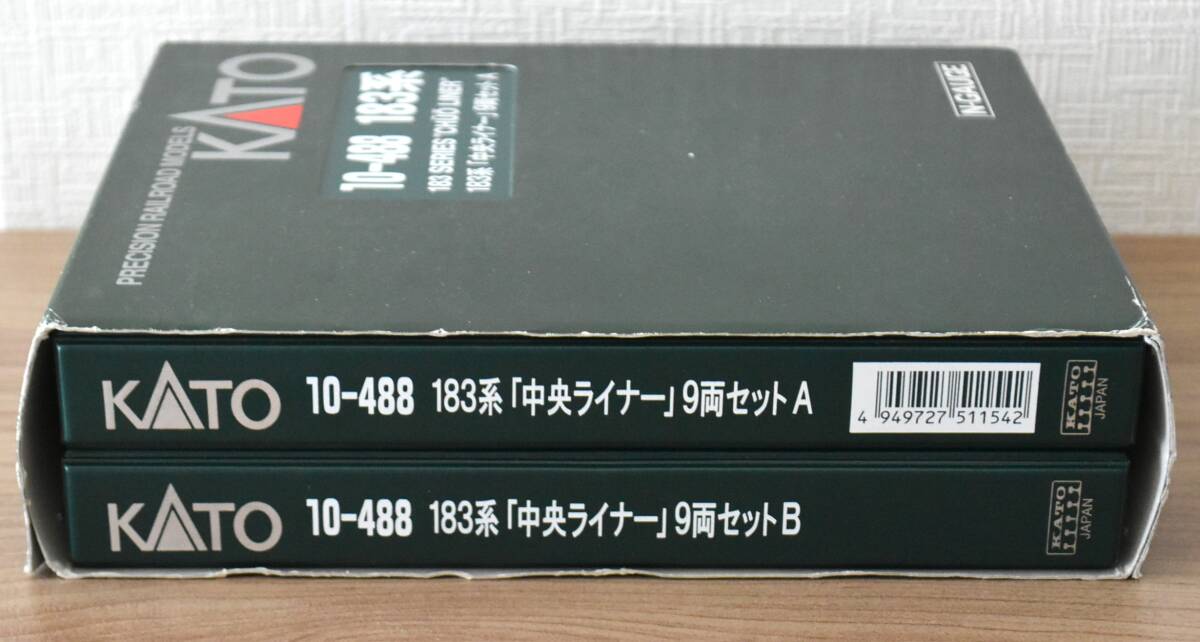 PRECISION RAILROAD MODELS
KATO
10-488 183系
183 SERIES "CHŪŌ LINER"
183系「中央ライナー」9両セットA
N-GAUGE
KATO 10-488 183系「中央ライナー」9両セット A
4 949727 511542
KATO
JAPAN
KATO 10-488 183系「中央ライナー」9両セットB
KATO
JAPAN